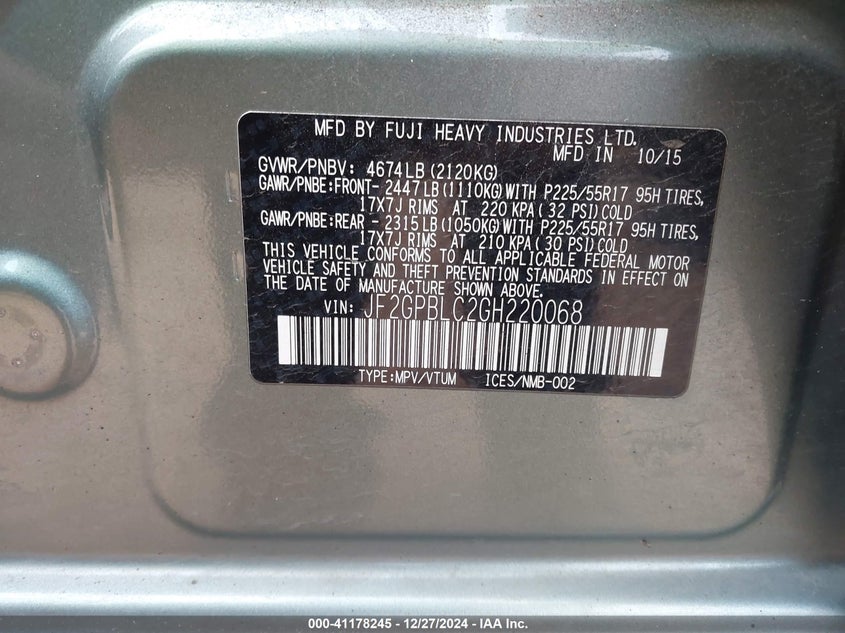 MFD BY FUJI HEAVY INDUSTRIES LTD.
MFD IN 10/15
GVWR/PNBV: 4674LB(2120KG)
GAWR/PNBE:FRONT- 2447LB(1110KG)WITH P225/55R17 95H TIRES,
17X7J RIMS AT 220 KPA( 32 PSI)COLD
GAWR/PNBE:REAR - 2315LB(1050KG)WITH P225/55R17 95H TIRES,
17X7J RIMS AT 210 KPA( 30 PSI)COLD
THIS VEHICLE CONFORMS TO ALL APPLICABLE FEDERAL MOTOR
VEHICLE SAFETY AND THEFT PREVENTION STANDARDS IN EFFECT ON
THE DATE OF MANUFACTURE SHOWN ABOVE.
VIN: JF2GPBLC2GH220068
TYPE:MPV/VTUM ICES/NMB-002
000-41178245 - 12/27/2024 - IAA Inc.